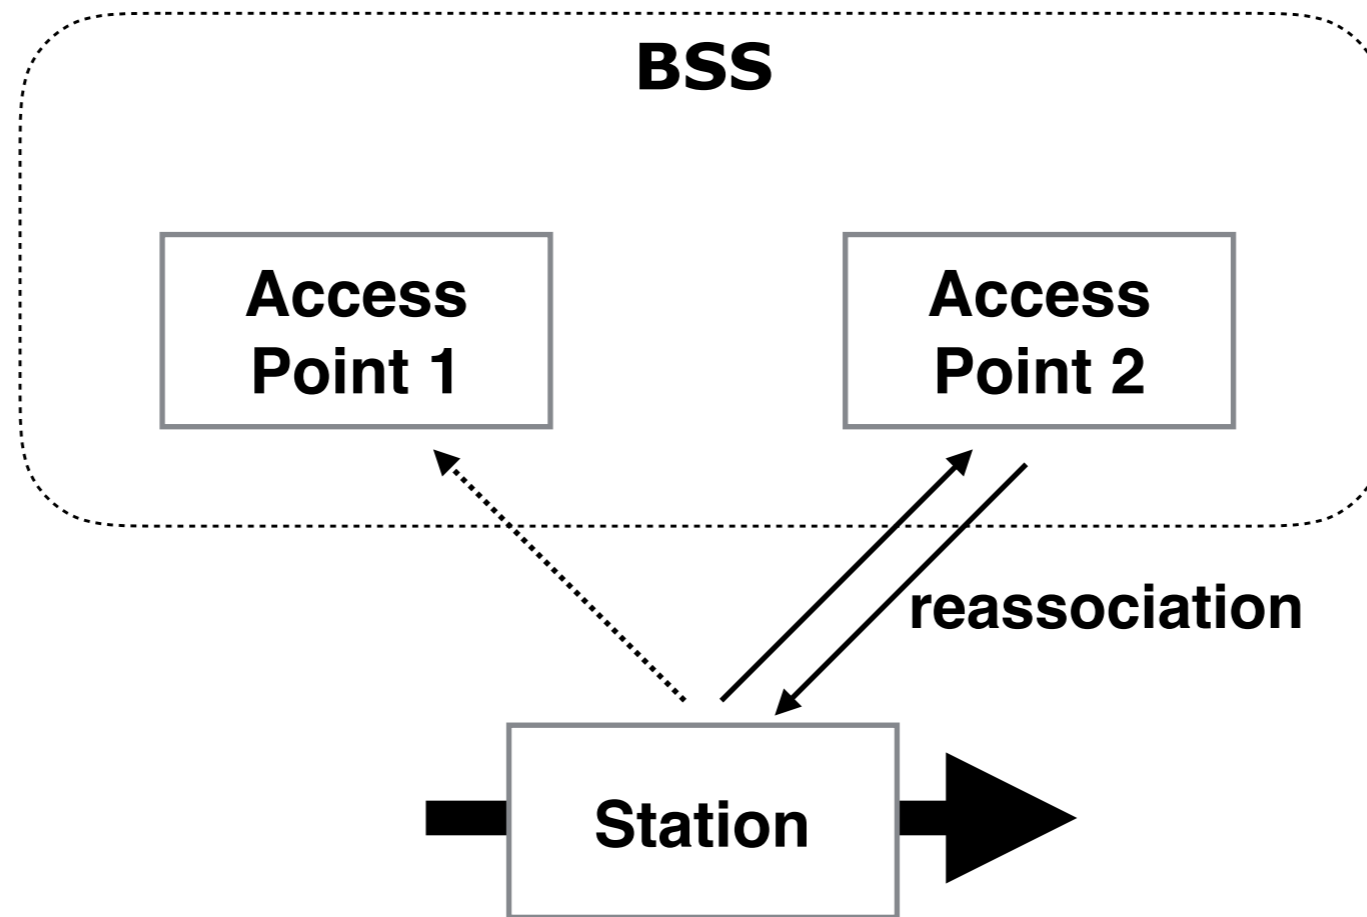 BSS
Access
Point 1
Access
Point 2
reassociation
Station